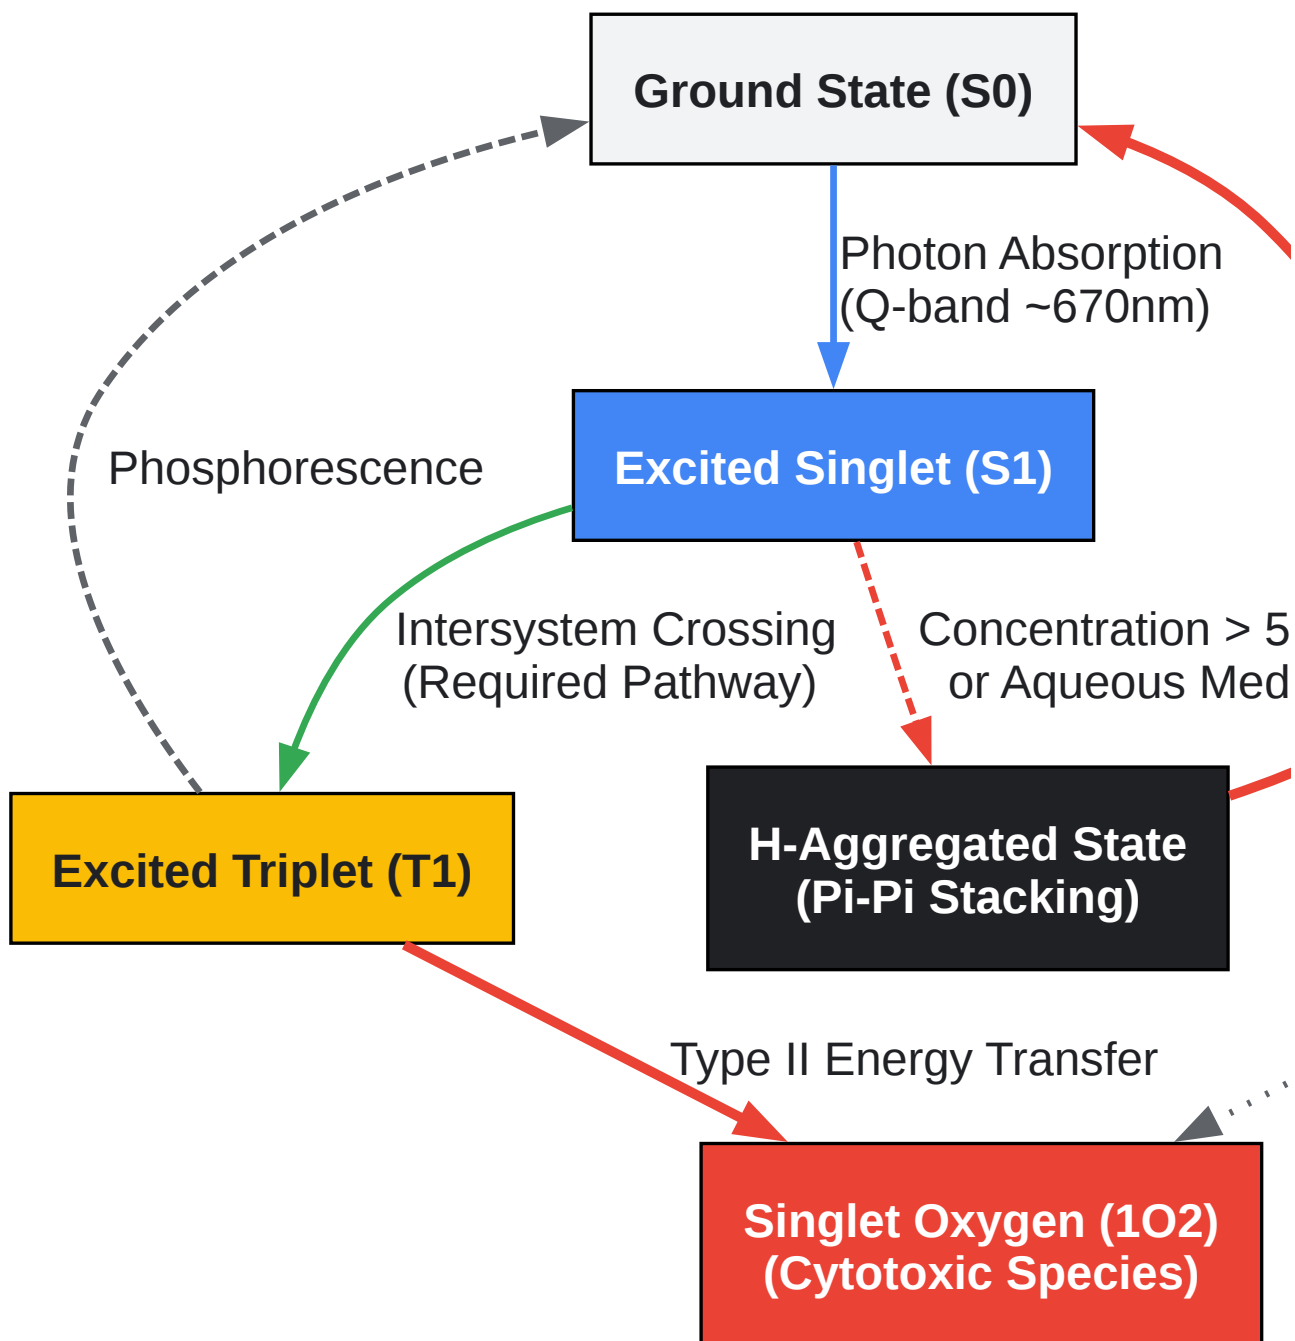 Ground State (S0)
Photon Absorption
(Q-band ~670nm)
Phosphorescence
Excited Singlet (S1)
Intersystem Crossing
(Required Pathway)
Concentration > 5
or Aqueous Med
Excited Triplet (T1)
H-Aggregated State
(Pi-Pi Stacking)
Type II Energy Transfer
Singlet Oxygen (1O2)
(Cytotoxic Species)